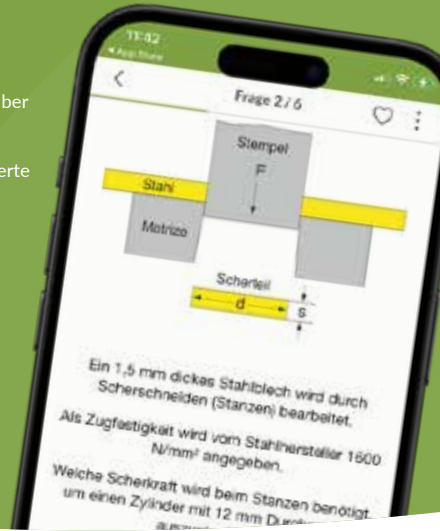 ber
erte
11:42
App Store
Frage 2 / 6
Stempel
F
Stahl
Matrize
Scherteil
d
s
Ein 1,5 mm dickes Stahlblech wird durch
Scherschneiden (Stanzen) bearbeitet.
Als Zugfestigkeit wird vom Stahlhersteller 1600
N/mm² angegeben.
Welche Scherkraft wird beim Stanzen benötigt,
um einen Zylinder mit 12 mm